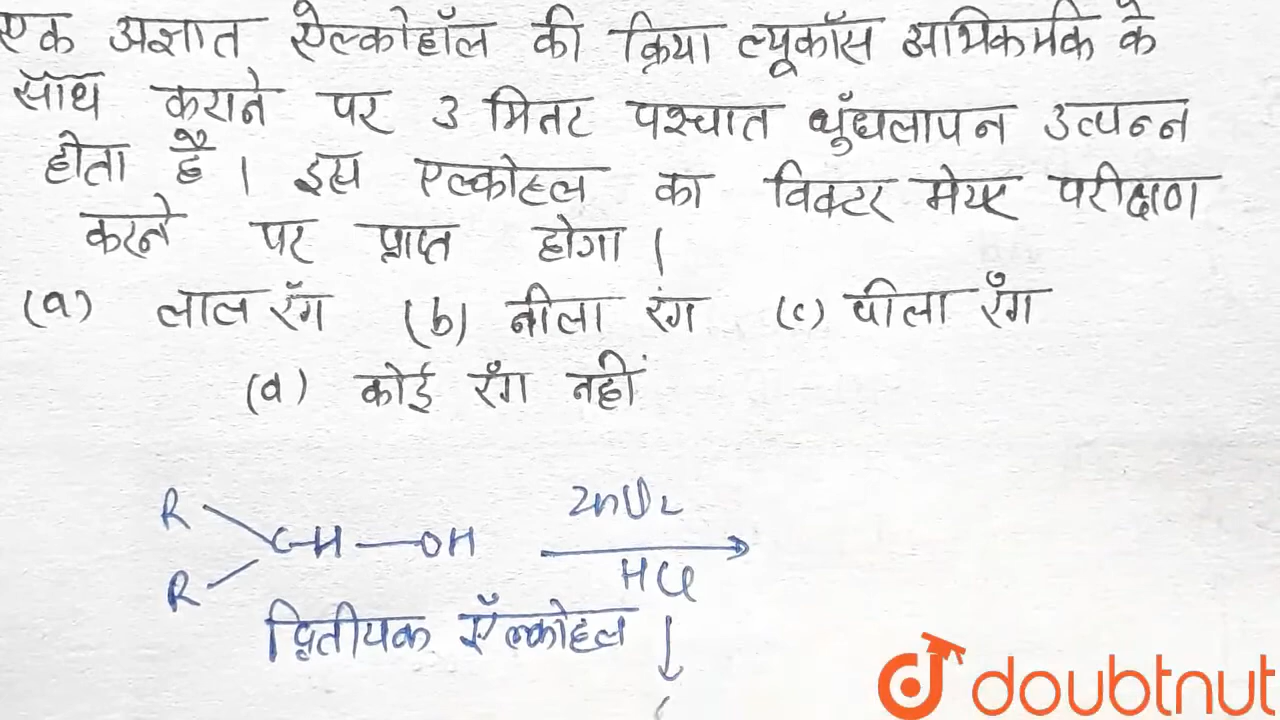 एक अज्ञात ऐल्कोहॉल की क्रिया ल्यूकॉस अभिकर्मक के
साथ कराने पर 3 मिनट पश्चात धुँधलापन उत्पन्न
होता है । इस एल्कोहल का विक्टर मेयर परीक्षण
करने पर प्राप्त होगा ।
(a) लाल रंग (b) नीला रंग (c) पीला रंग
(d) कोई रंग नहीं
R
CH — OH ZnCl2
R HCl
द्वितीयक ऍल्कोहल
doubtnut